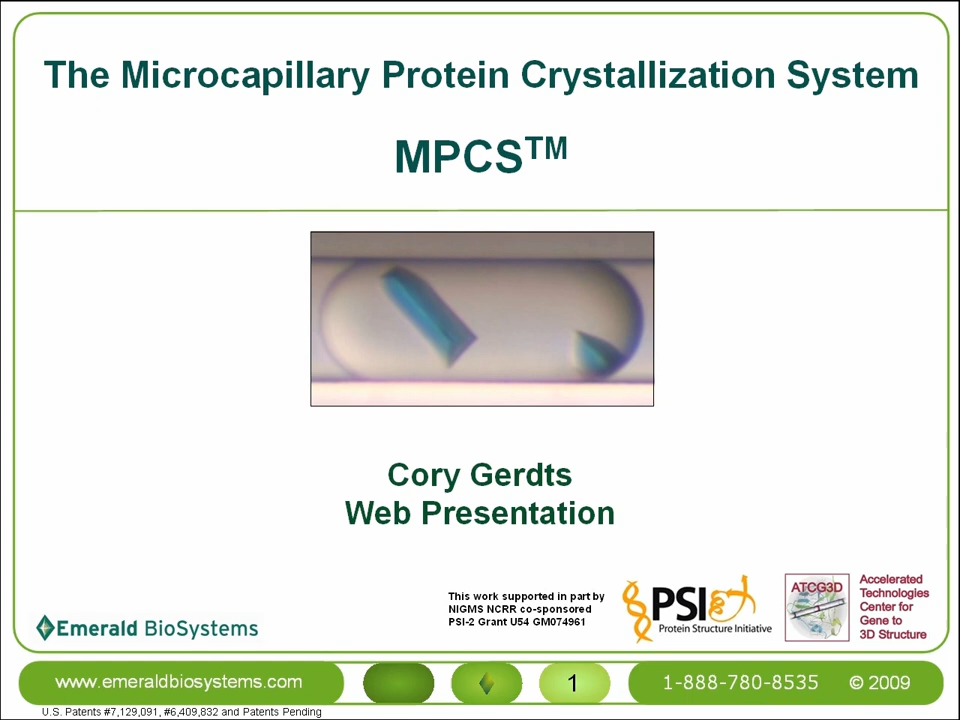 The Microcapillary Protein Crystallization System
MPCS™
Cory Gerdts
Web Presentation
This work supported in part by
NIGMS NCRR co-sponsored
PSI-2 Grant U54 GM074961
PSI
Protein Structure Initiative
ATCG3D
Accelerated
Technologies
Center for
Gene to
3D Structure
Emerald BioSystems
www.emeraldbiosystems.com
1
1-888-780-8535 © 2009
U.S. Patents #7,129,091, #6,409,832 and Patents Pending